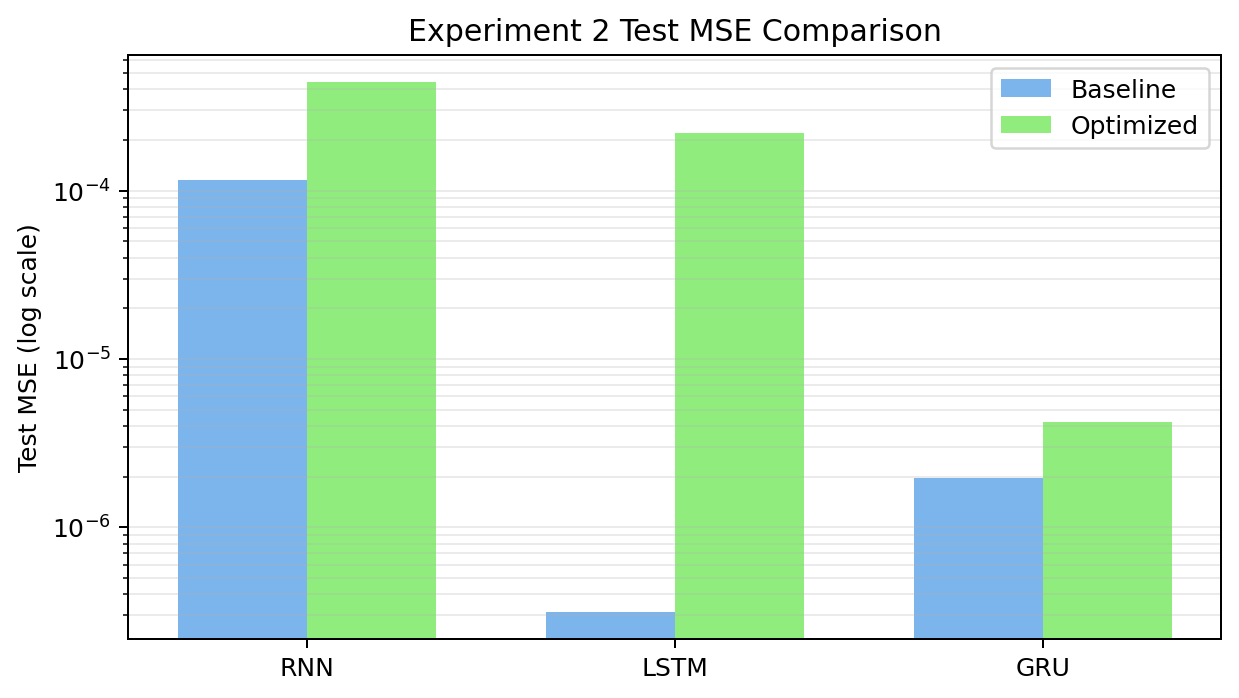 Experiment 2 Test MSE Comparison
Baseline
Optimized
Test MSE (log scale)
10⁻⁴
10⁻⁵
10⁻⁶
RNN LSTM GRU